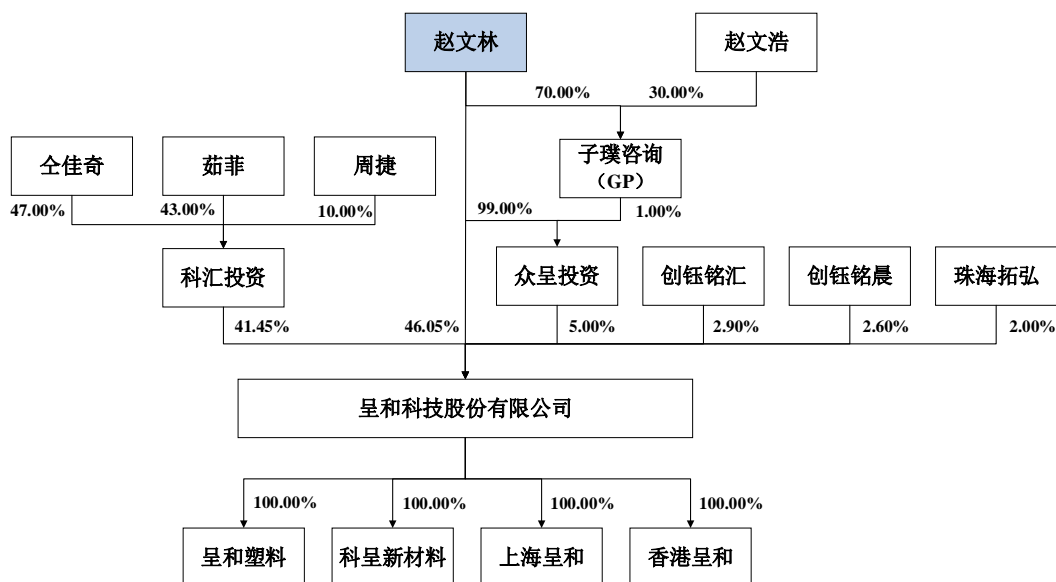 赵文林
赵文浩
70.00%
30.00%
仝佳奇
茹菲
周捷
子璞咨询
（GP）
47.00%
43.00%
10.00%
99.00%
1.00%
科汇投资
众呈投资
创钰铭汇
创钰铭晨
珠海拓弘
41.45%
46.05%
5.00%
2.90%
2.60%
2.00%
呈和科技股份有限公司
100.00%
100.00%
100.00%
100.00%
呈和塑料
科呈新材料
上海呈和
香港呈和